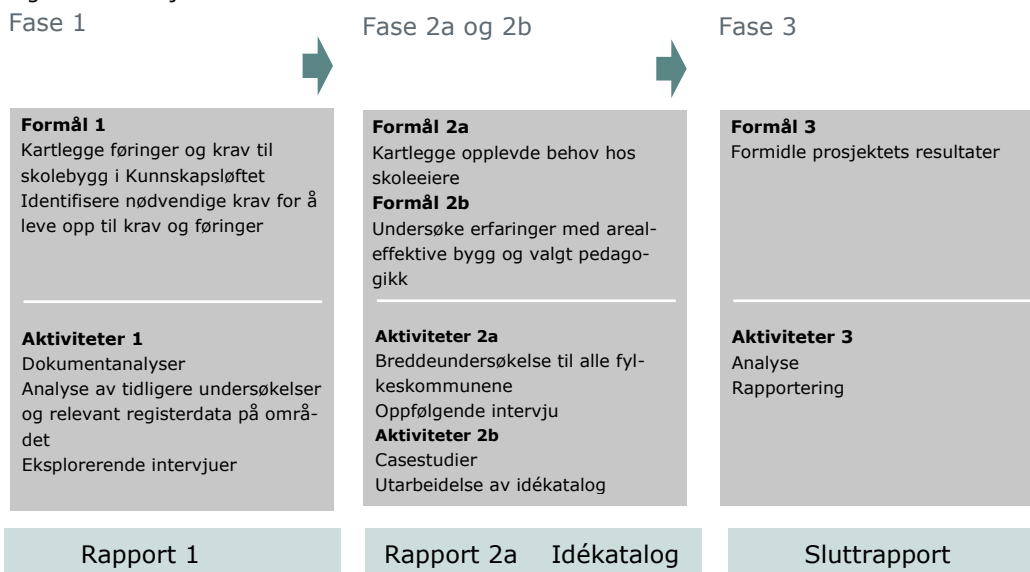 Fase 1
Formål 1
Kartlegge føringer og krav til
skolebygg i Kunnskapsløftet
Identifisere nødvendige krav for å
leve opp til krav og føringer
Aktiviteter 1
Dokumentanalyser
Analyse av tidligere undersøkelser
og relevant registerdata på områ-
det
Eksplorerende intervjuer
Rapport 1
Fase 2a og 2b
Formål 2a
Kartlegge opplevde behov hos
skoleeiere
Formål 2b
Undersøke erfaringer med areal-
effektive bygg og valgt pedago-
gikk
Aktiviteter 2a
Breddeundersøkelse til alle fyl-
keskommunene
Oppfølgende intervju
Aktiviteter 2b
Casestudier
Utarbeidelse av idékatalog
Rapport 2a Idékatalog
Fase 3
Formål 3
Formidle prosjektets resultater
Aktiviteter 3
Analyse
Rapportering
Sluttrapport